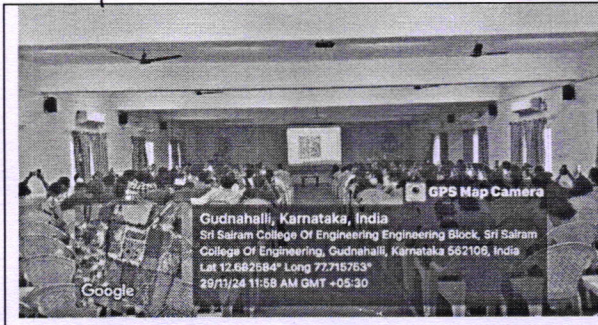 GPS Map Camera
Gudnahalli, Karnataka, India
Sri Sairam College Of Engineering Engineering Block, Sri Sairam
College Of Engineering, Gudnahalli, Karnataka 562106, India
Lat 12.682584° Long 77.715763°
29/11/24 11:58 AM GMT +05:30
Google